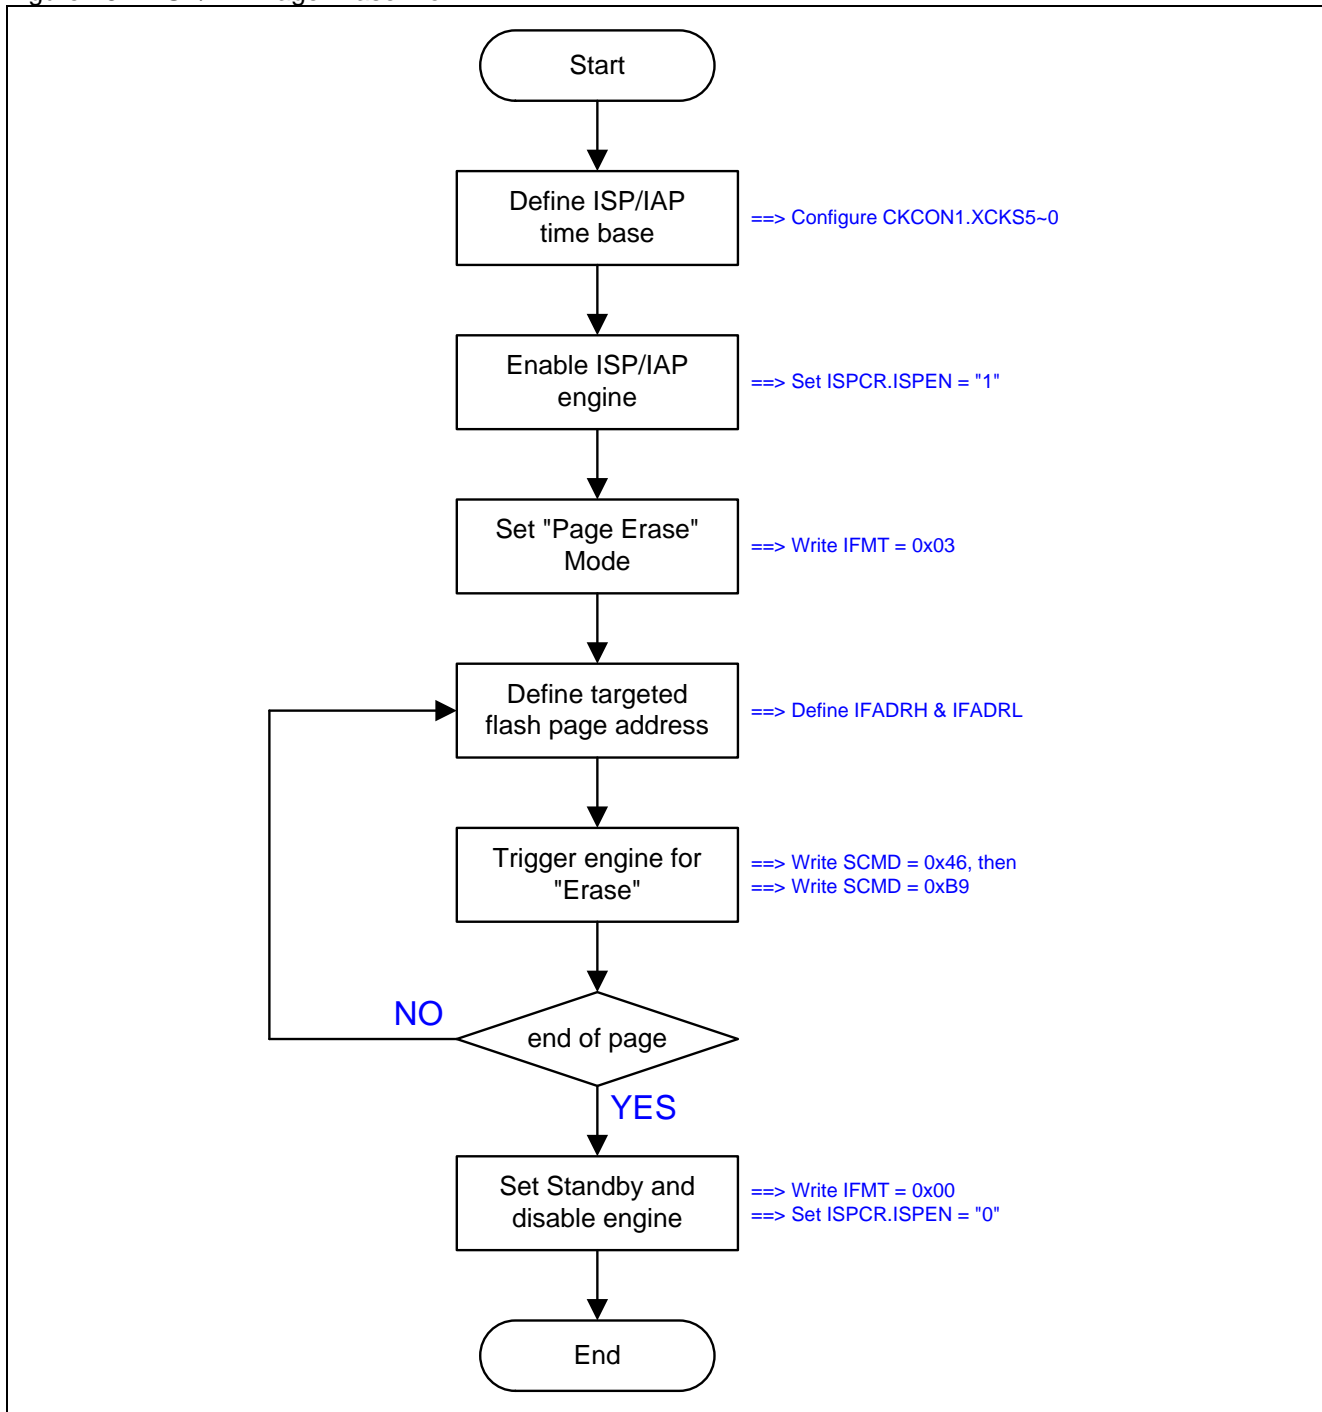 Start
Define ISP/IAP
time base
==> Configure CKCON1.XCKS5~0
Enable ISP/IAP
engine
==> Set ISPCR.ISPEN = "1"
Set "Page Erase"
Mode
==> Write IFMT = 0x03
Define targeted
flash page address
==> Define IFADRH & IFADRL
Trigger engine for
"Erase"
==> Write SCMD = 0x46, then
==> Write SCMD = 0xB9
NO
end of page
YES
Set Standby and
disable engine
==> Write IFMT = 0x00
==> Set ISPCR.ISPEN = "0"
End